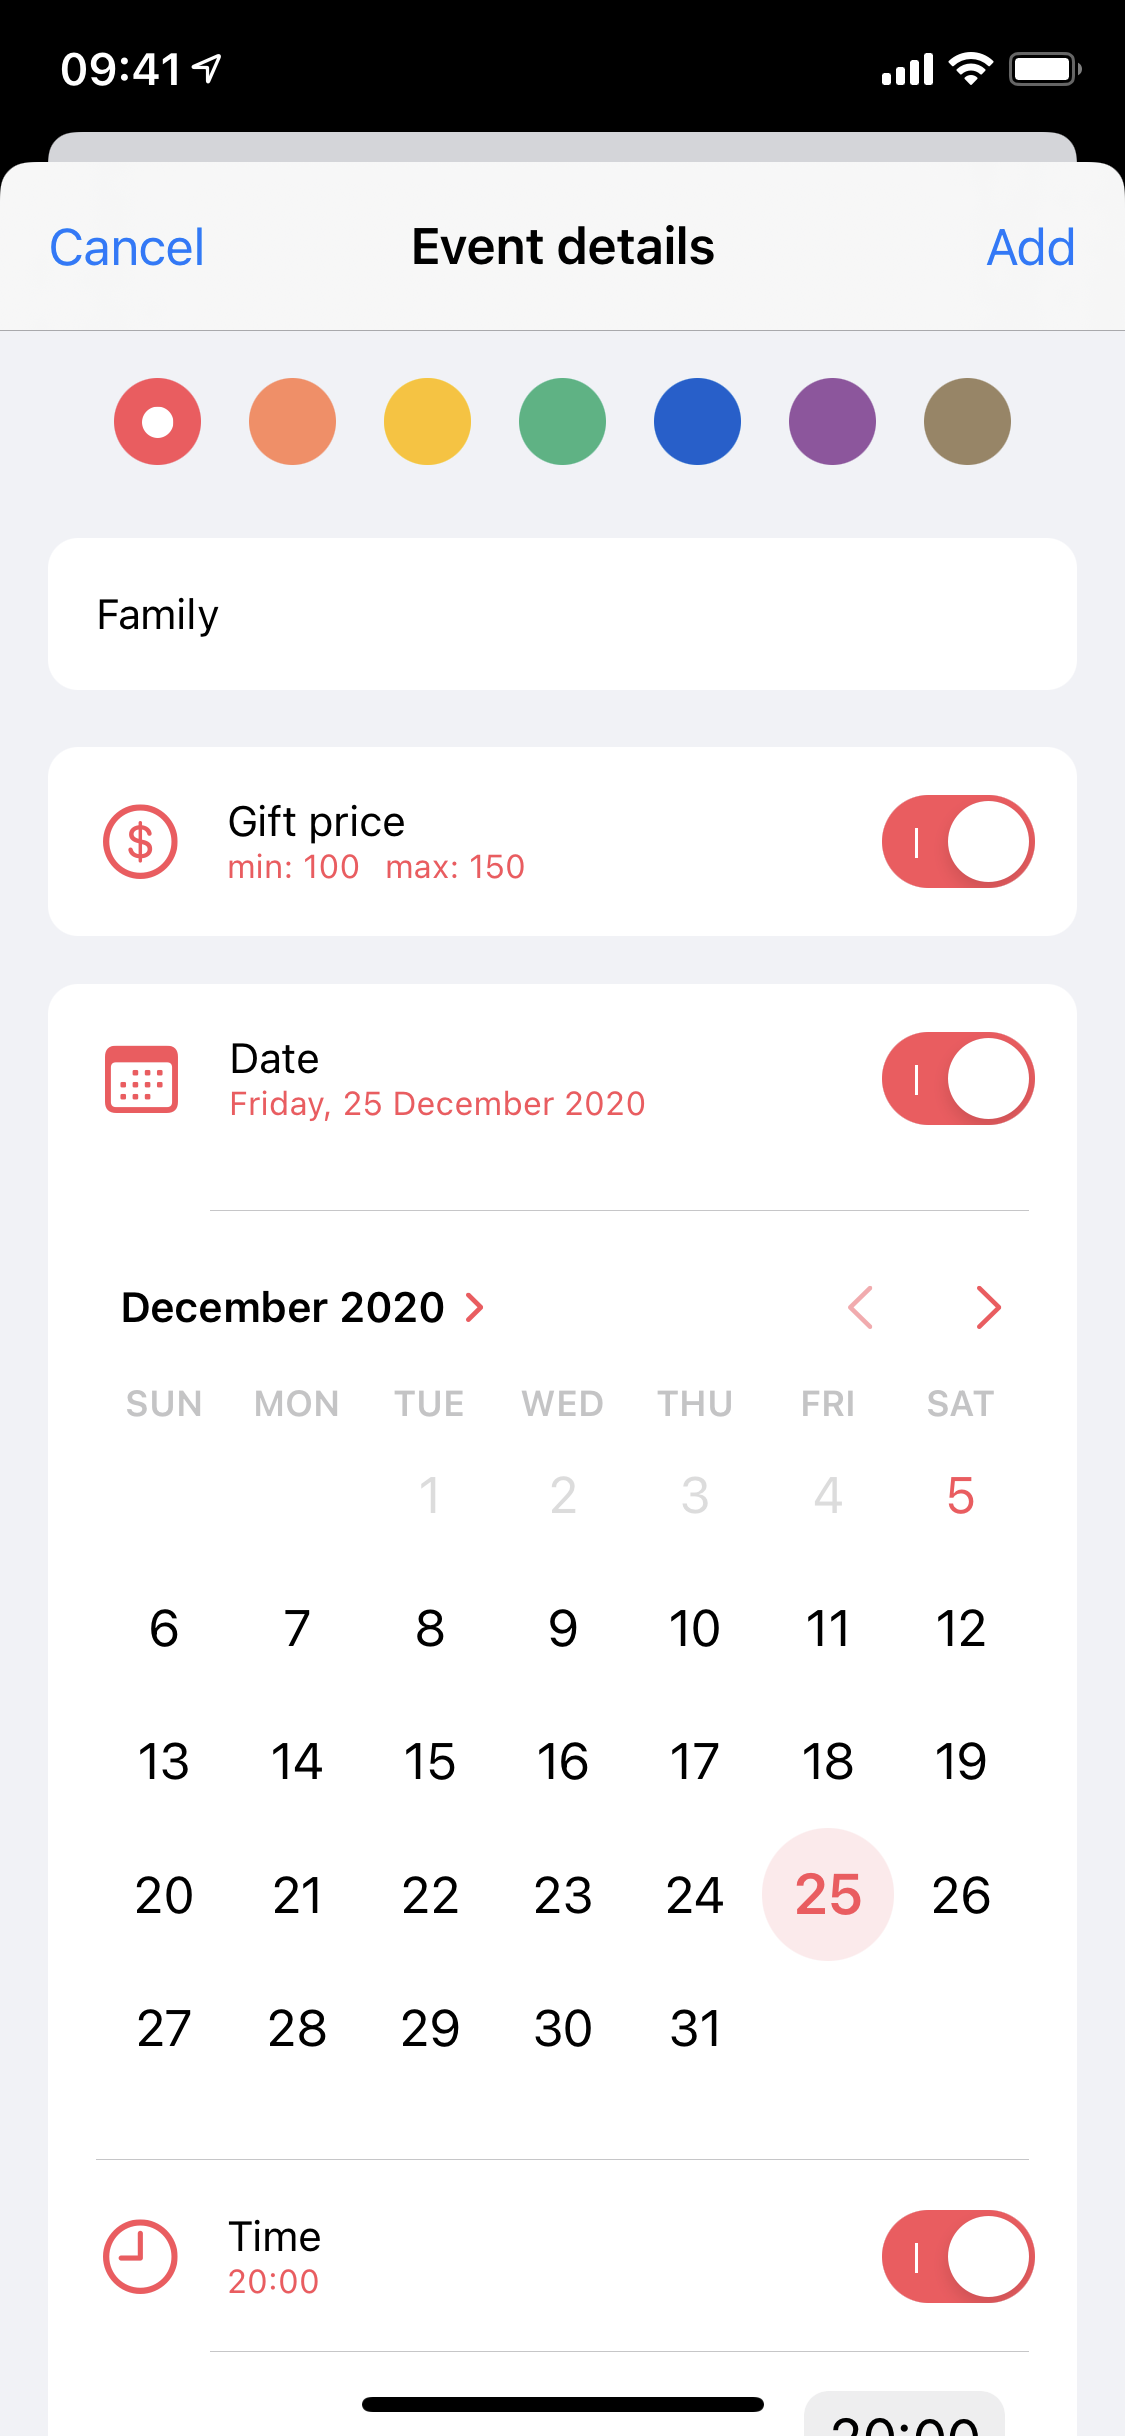 09:41
Cancel Event details Add
Family
$ Gift price
min: 100 max: 150
Date
Friday, 25 December 2020
December 2020
SUN MON TUE WED THU FRI SAT
1 2 3 4 5
6 7 8 9 10 11 12
13 14 15 16 17 18 19
20 21 22 23 24 25 26
27 28 29 30 31
Time
20:00
20:00